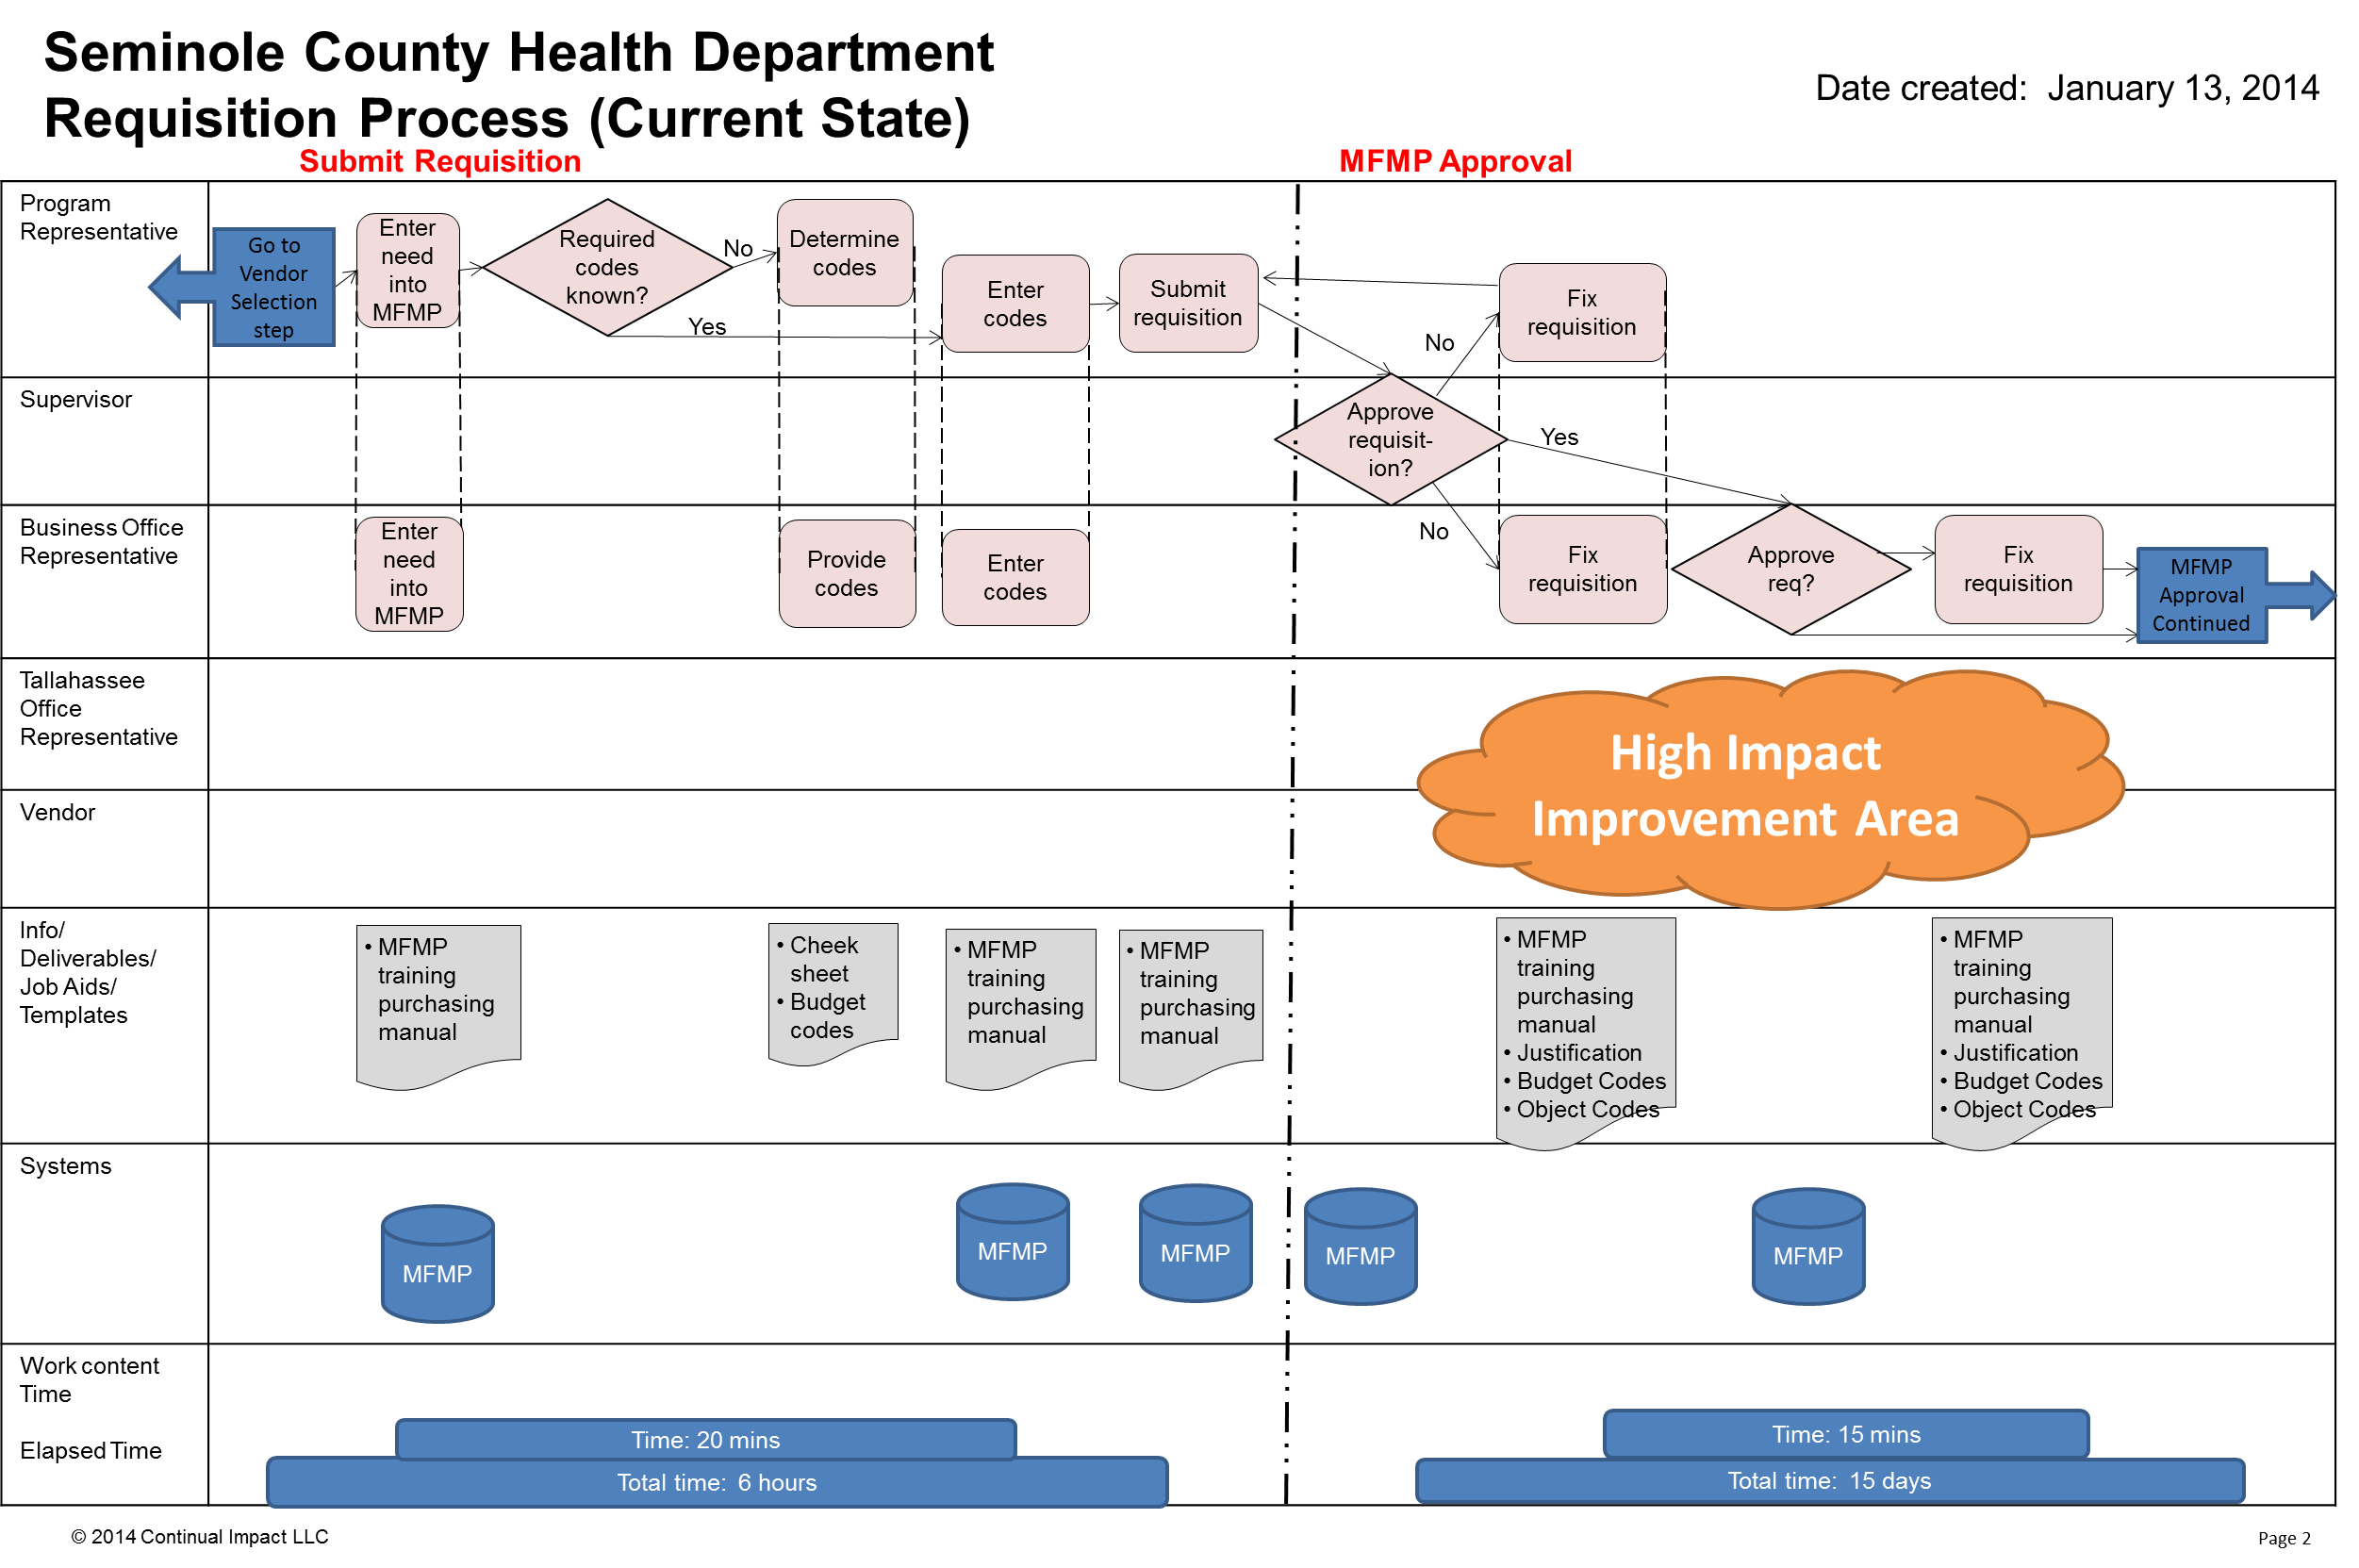 Seminole County Health Department
Requisition Process (Current State)
Date created:  January 13, 2014
Submit Requisition
MFMP Approval
Program
Representative
Go to
Vendor
Selection
step
Enter
need
into
MFMP
Required
codes
known?
No
Yes
Determine
codes
Enter
codes
Submit
requisition
Fix
requisition
No
Supervisor
Approve
requisit-
ion?
Yes
No
Business Office
Representative
Enter
need
into
MFMP
Provide
codes
Enter
codes
Fix
requisition
Approve
req?
Fix
requisition
MFMP
Approval
Continued
Tallahassee
Office
Representative
High Impact
Improvement Area
Vendor
Info/
Deliverables/
Job Aids/
Templates
• MFMP
training
purchasing
manual
• Cheek
sheet
• Budget
codes
• MFMP
training
purchasing
manual
• MFMP
training
purchasing
manual
• MFMP
training
purchasing
manual
• Justification
• Budget Codes
• Object Codes
• MFMP
training
purchasing
manual
• Justification
• Budget Codes
• Object Codes
Systems
MFMP
MFMP
MFMP
MFMP
MFMP
Work content
Time
Elapsed Time
Time: 20 mins
Total time:  6 hours
Time: 15 mins
Total time:  15 days
© 2014 Continual Impact LLC
Page 2